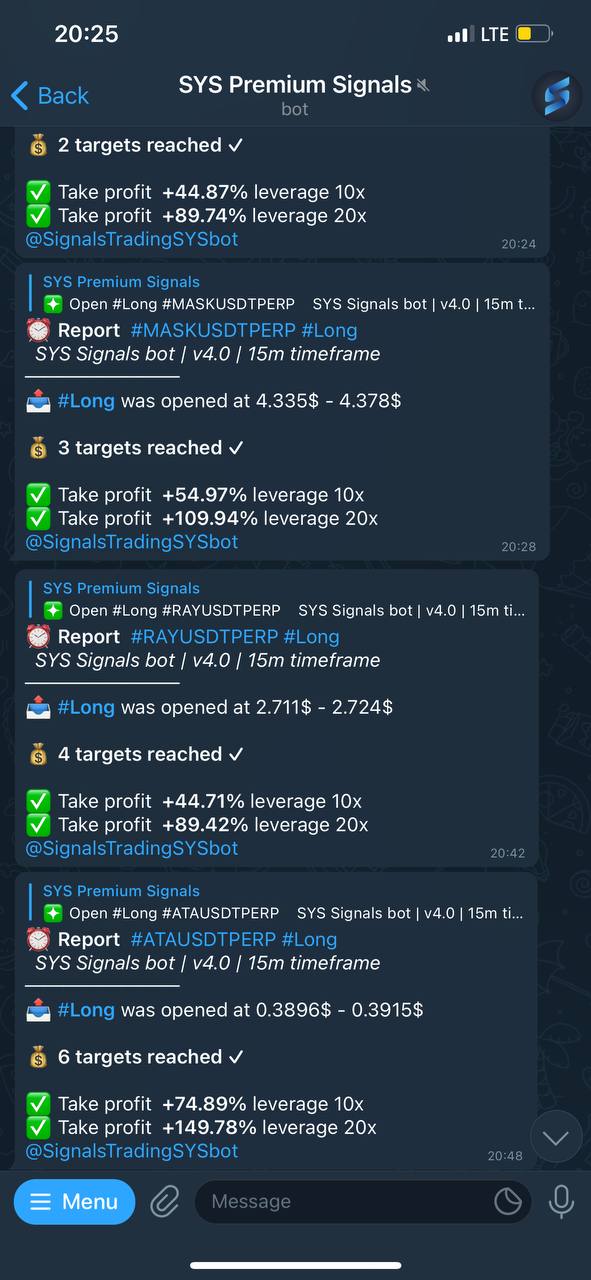 20:25
LTE
Back
SYS Premium Signals
bot
💰 2 targets reached ✓
✅ Take profit +44.87% leverage 10x
✅ Take profit +89.74% leverage 20x
@SignalsTradingSYSbot
20:24
SYS Premium Signals
Open #Long #MASKUSDTPERP SYS Signals bot | v4.0 | 15m t...
⏰ Report #MASKUSDTPERP #Long
SYS Signals bot | v4.0 | 15m timeframe
📤 #Long was opened at 4.335$ - 4.378$
💰 3 targets reached ✓
✅ Take profit +54.97% leverage 10x
✅ Take profit +109.94% leverage 20x
@SignalsTradingSYSbot
20:28
SYS Premium Signals
Open #Long #RAYUSDTPERP SYS Signals bot | v4.0 | 15m ti...
⏰ Report #RAYUSDTPERP #Long
SYS Signals bot | v4.0 | 15m timeframe
📤 #Long was opened at 2.711$ - 2.724$
💰 4 targets reached ✓
✅ Take profit +44.71% leverage 10x
✅ Take profit +89.42% leverage 20x
@SignalsTradingSYSbot
20:42
SYS Premium Signals
Open #Long #ATAUSDTPERP SYS Signals bot | v4.0 | 15m ti...
⏰ Report #ATAUSDTPERP #Long
SYS Signals bot | v4.0 | 15m timeframe
📤 #Long was opened at 0.3896$ - 0.3915$
💰 6 targets reached ✓
✅ Take profit +74.89% leverage 10x
✅ Take profit +149.78% leverage 20x
@SignalsTradingSYSbot
20:48
Menu
Message